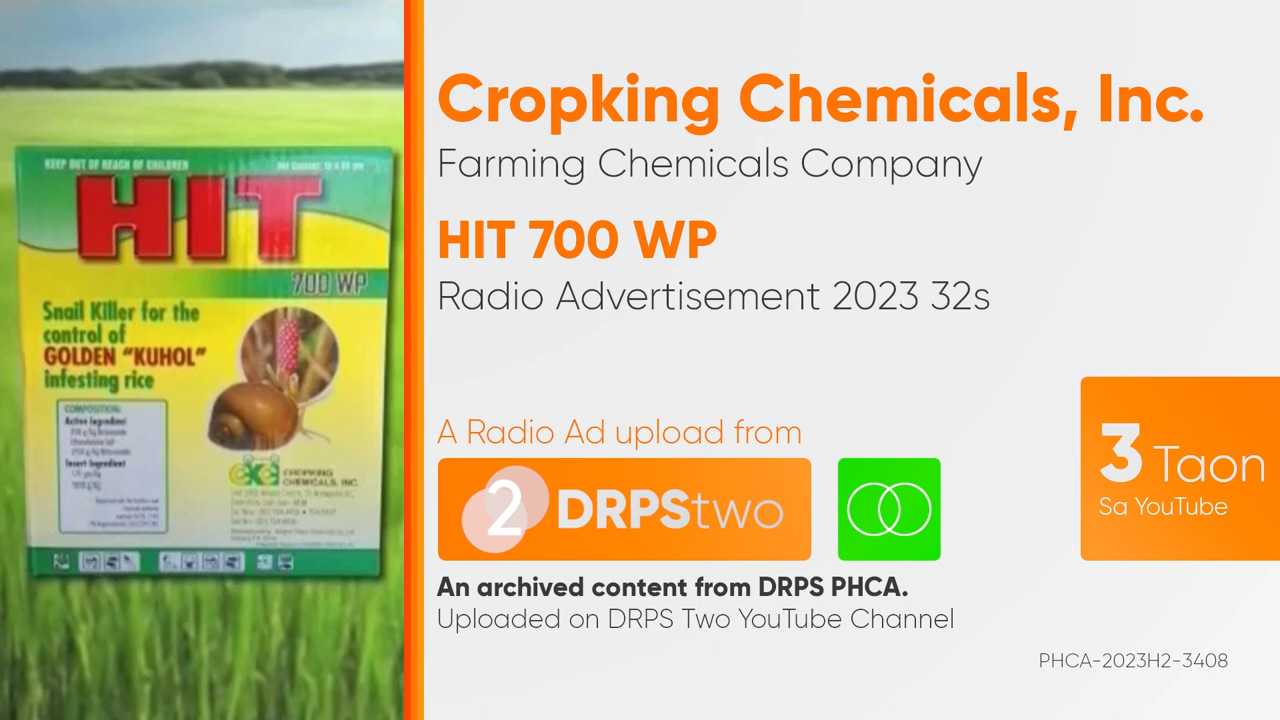 KEEP OUT OF REACH OF CHILDREN
HIT
700 WP
Snail Killer for the
control of
GOLDEN "KUHOL"
infesting rice
COMPOSITION:
Active Ingredient
CROPKING
CHEMICALS, INC.
Cropking Chemicals, Inc.
Farming Chemicals Company
HIT 700 WP
Radio Advertisement 2023 32s
A Radio Ad upload from
2 DRPStwo
3 Taon
Sa YouTube
An archived content from DRPS PHCA.
Uploaded on DRPS Two YouTube Channel
PHCA-2023H2-3408